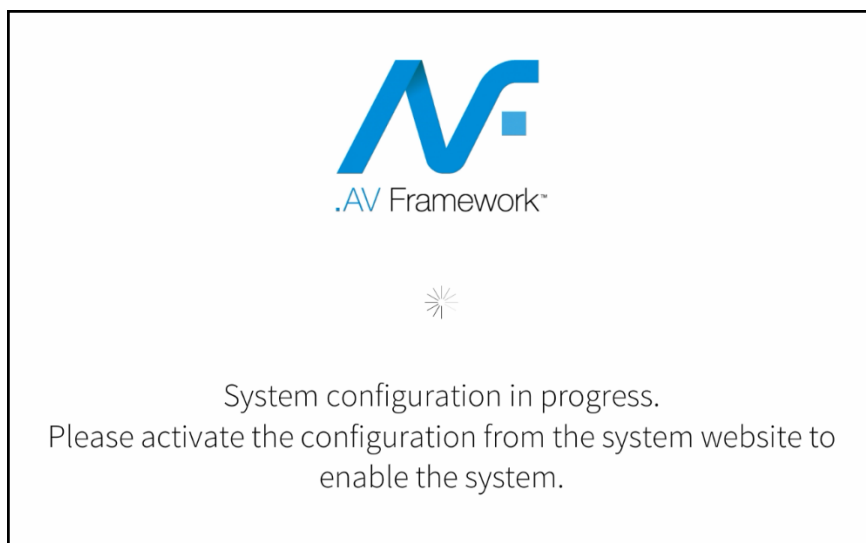 .AV Framework™
System configuration in progress.
Please activate the configuration from the system website to
enable the system.